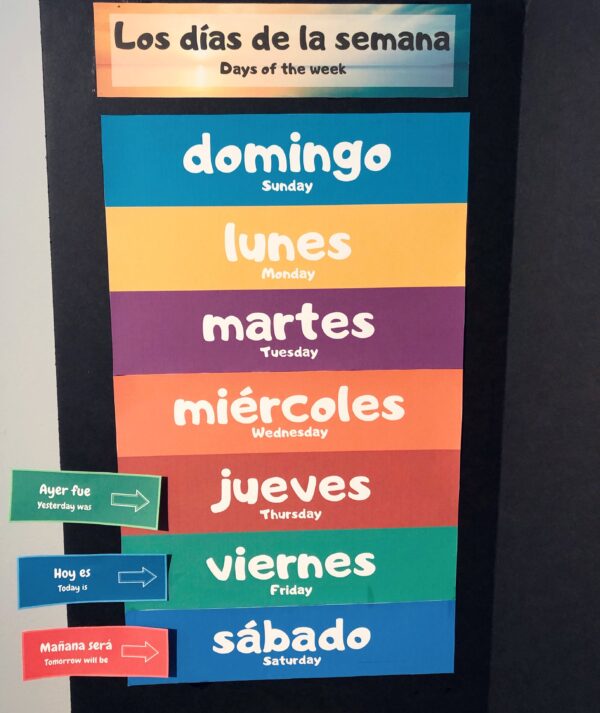 Los días de la semana
Days of the week
domingo
Sunday
lunes
Monday
martes
Tuesday
miércoles
Wednesday
jueves
Thursday
Ayer fue
Yesterday was
viernes
Friday
Hoy es
Today is
sábado
Saturday
Mañana será
Tomorrow will be